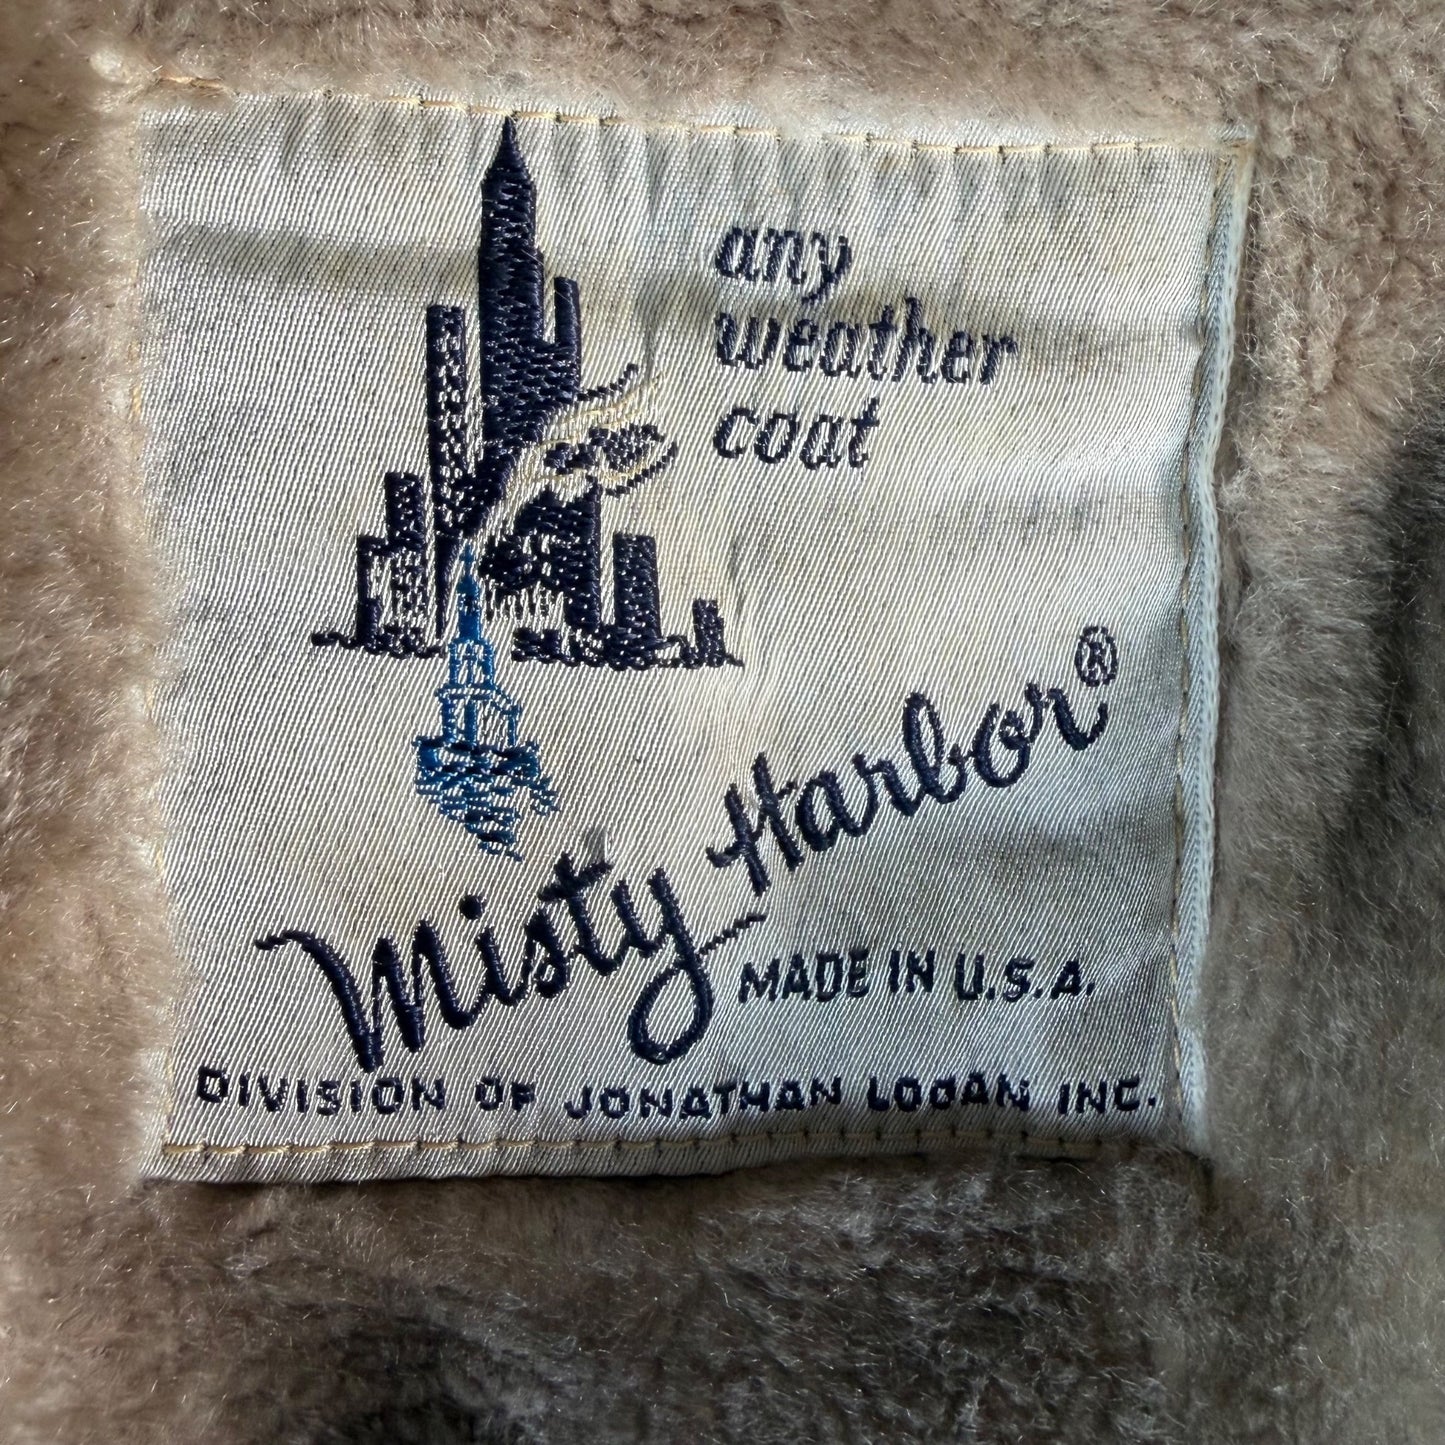 any
weather
coat
Misty Harbor®
MADE IN U.S.A.
DIVISION OF JONATHAN LOGAN INC.